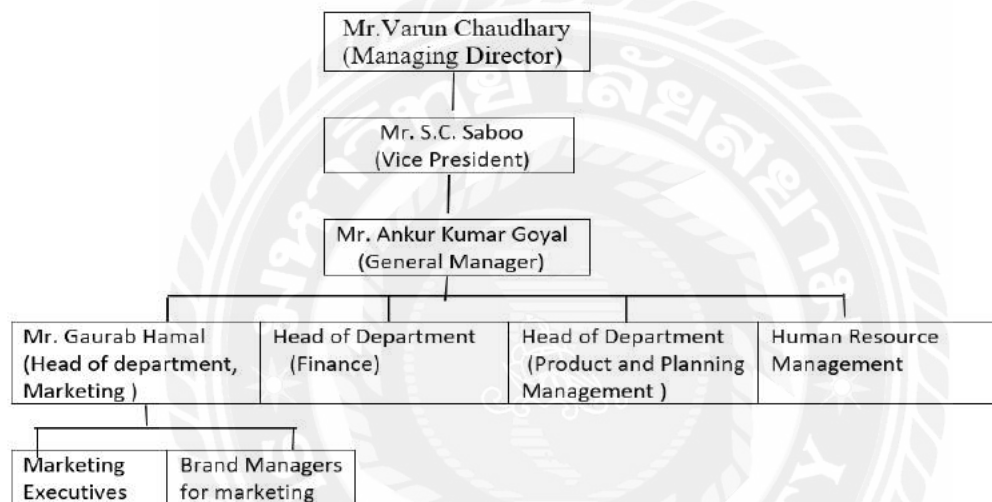 Mr.Varun Chaudhary
(Managing Director)
Mr. S.C. Saboo
(Vice President)
Mr. Ankur Kumar Goyal
(General Manager)
Mr. Gaurab Hamal
(Head of department,
Marketing )
Head of Department
(Finance)
Head of Department
(Product and Planning
Management )
Human Resource
Management
Marketing
Executives
Brand Managers
for marketing